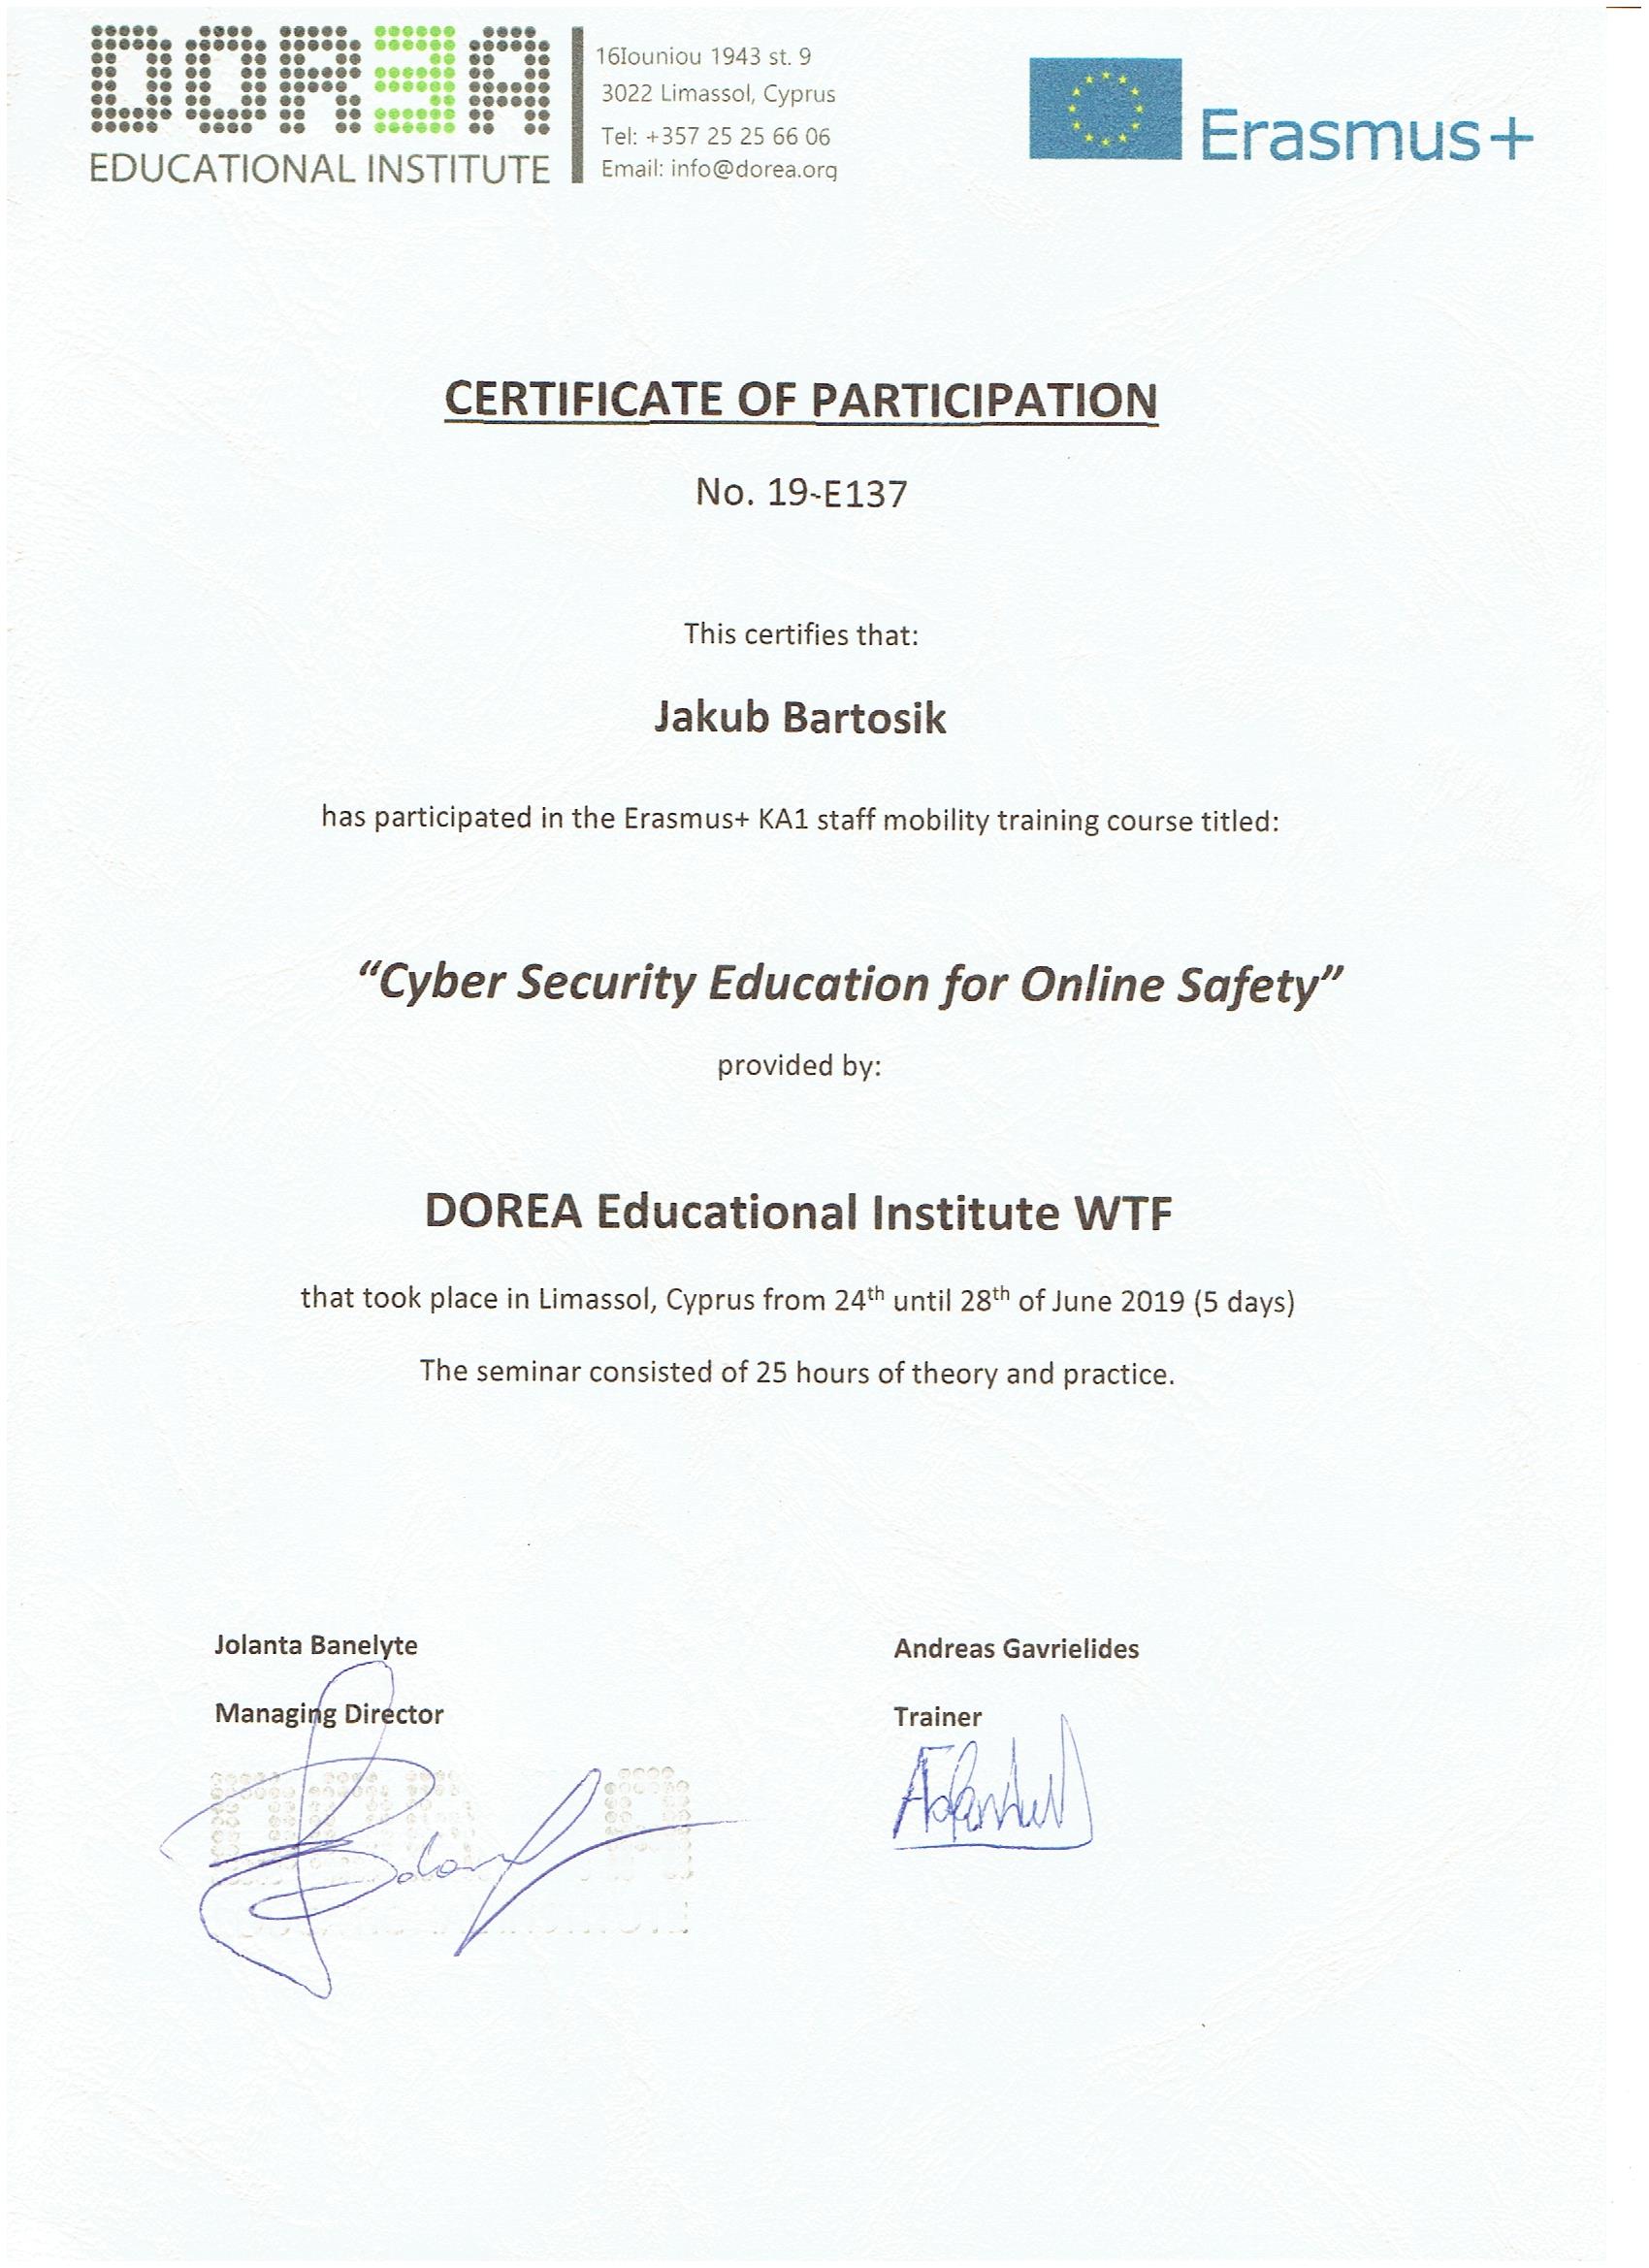 DOREA
EDUCATIONAL INSTITUTE
16Iouniou 1943 st. 9
3022 Limassol, Cyprus
Tel: +357 25 25 66 06
Email: info@dorea.org
Erasmus+
CERTIFICATE OF PARTICIPATION
No. 19-E137
This certifies that:
Jakub Bartosik
has participated in the Erasmus+ KA1 staff mobility training course titled:
“Cyber Security Education for Online Safety”
provided by:
DOREA Educational Institute WTF
that took place in Limassol, Cyprus from 24th until 28th of June 2019 (5 days)
The seminar consisted of 25 hours of theory and practice.
Jolanta Banelyte
Managing Director
Andreas Gavrielides
Trainer